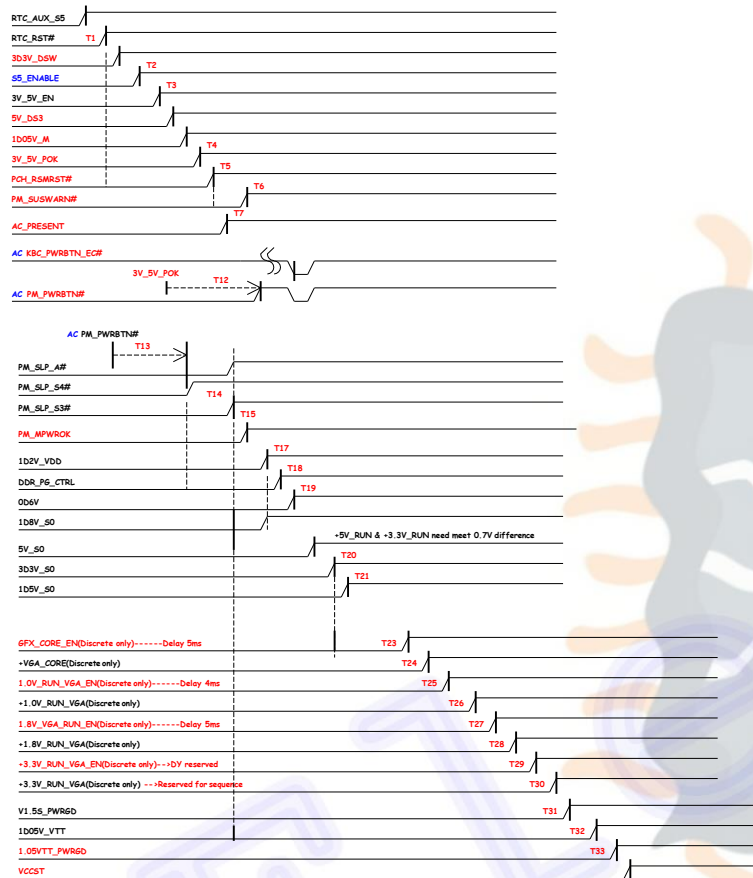 RTC_AUX_S5
RTC_RST# T1
3D3V_DSW
S5_ENABLE T2
3V_5V_EN T3
5V_DS3
1D05V_M
3V_5V_POK T4
PCH_RSMRST# T5
PM_SUSWARN# T6
AC_PRESENT T7
AC KBC_PWRBTN_EC#
3V_5V_POK
T12
AC PM_PWRBTN#
AC PM_PWRBTN#
T13
PM_SLP_A#
PM_SLP_S4#
PM_SLP_S3# T14
T15
PM_MPWROK
1D2V_VDD T17
DDR_PG_CTRL T18
0D6V T19
1D8V_S0
+5V_RUN & +3.3V_RUN need meet 0.7V difference
5V_S0
3D3V_S0 T20
1D5V_S0 T21
GFX_CORE_EN(Discrete only)------Delay 5ms T23
+VGA_CORE(Discrete only) T24
1.0V_RUN_VGA_EN(Discrete only)------Delay 4ms T25
+1.0V_RUN_VGA(Discrete only) T26
1.8V_VGA_RUN_EN(Discrete only)------Delay 5ms T27
+1.8V_RUN_VGA(Discrete only) T28
+3.3V_RUN_VGA_EN(Discrete only)-->DY reserved T29
+3.3V_RUN_VGA(Discrete only) -->Reserved for sequence T30
V1.5S_PWRGD T31
1D05V_VTT T32
1.05VTT_PWRGD T33
VCCST